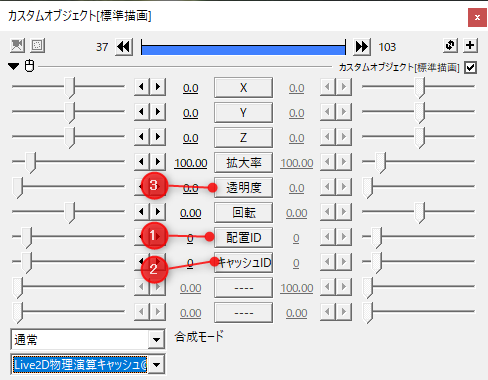 カスタムオブジェクト[標準描画]
x
37
103
カスタムオブジェクト[標準描画]
0.0 X 0.0
0.0 Y 0.0
0.0 Z 0.0
100.00 拡大率 100.00
3 0.0 透明度 0.0
0.00 回転 0.00
1 0 配置ID 0
2 0 キャッシュID 0
0.00 ---- 100.00
0.00 ---- 0.00
通常 合成モード
Live2D物理演算キャッシュ@